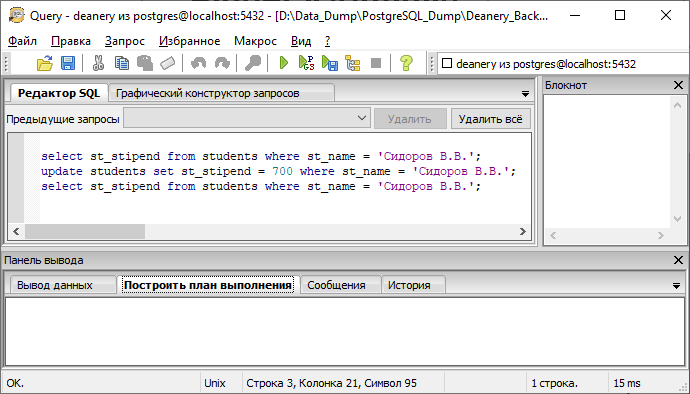 Query - deanery из postgres@localhost:5432 - [D:\Data_Dump\PostgreSQL_Dump\Deanery_Back...
Файл Правка Запрос Избранное Макрос Вид ?
deanery из postgres@localhost:5432
Редактор SQL Графический конструктор запросов
Блокнот
Предыдущие запросы Удалить Удалить всё
select st_stipend from students where st_name = 'Сидоров В.В.';
update students set st_stipend = 700 where st_name = 'Сидоров В.В.';
select st_stipend from students where st_name = 'Сидоров В.В.';
Панель вывода
Вывод данных Построить план выполнения Сообщения История
OK. Unix Строка 3, Колонка 21, Символ 95 1 строка. 15 ms